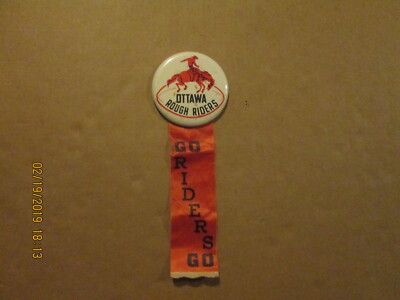 OTTAWA
ROUGH RIDERS
GO
RIDERS
GO
02/19/2019 18:13